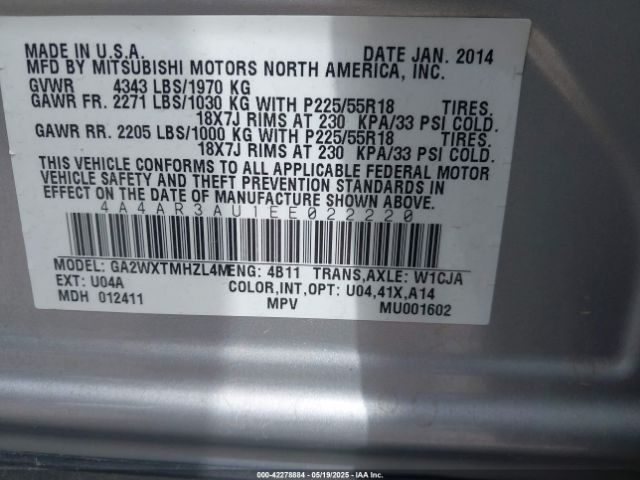 MADE IN U.S.A. DATE JAN. 2014
MFD BY MITSUBISHI MOTORS NORTH AMERICA, INC.
GVWR 4343 LBS/1970 KG
GAWR FR. 2271 LBS/1030 KG WITH P225/55R18 TIRES.
18X7J RIMS AT 230 KPA/33 PSI COLD.
GAWR RR. 2205 LBS/1000 KG WITH P225/55R18 TIRES.
18X7J RIMS AT 230 KPA/33 PSI COLD.
THIS VEHICLE CONFORMS TO ALL APPLICABLE FEDERAL MOTOR
VEHICLE SAFETY AND THEFT PREVENTION STANDARDS IN
EFFECT ON THE DATE OF MANUFACTURE SHOWN ABOVE.
4A4AR3AU1EE022220
MODEL: GA2WXTMHZL4M ENG: 4B11 TRANS,AXLE: W1CJA
EXT: U04A COLOR,INT,OPT: U04,41X,A14
MDH 012411 MPV MU001602
000-42278884 - 05/19/2025 - IAA Inc.